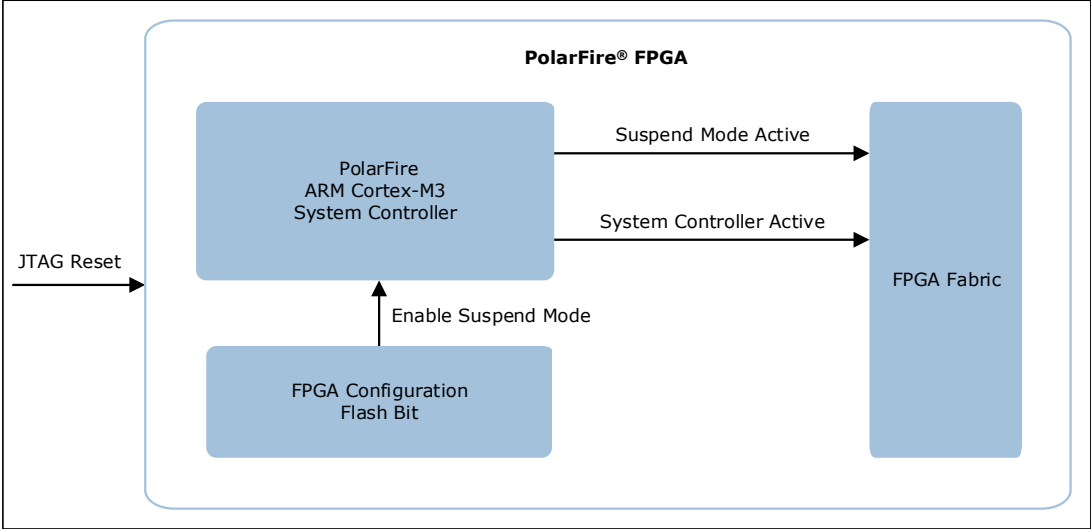 PolarFire® FPGA
PolarFire
ARM Cortex-M3
System Controller
Suspend Mode Active
System Controller Active
FPGA Fabric
JTAG Reset
Enable Suspend Mode
FPGA Configuration
Flash Bit